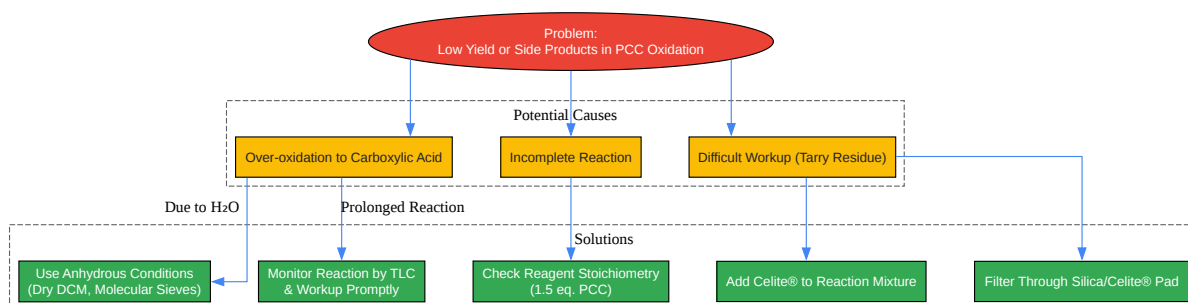 Problem:
Low Yield or Side Products in PCC Oxidation
Potential Causes
Over-oxidation to Carboxylic Acid
Incomplete Reaction
Difficult Workup (Tarry Residue)
Due to H₂O
Prolonged Reaction
Solutions
Use Anhydrous Conditions
(Dry DCM, Molecular Sieves)
Monitor Reaction by TLC
& Workup Promptly
Check Reagent Stoichiometry
(1.5 eq. PCC)
Add Celite® to Reaction Mixture
Filter Through Silica/Celite® Pad